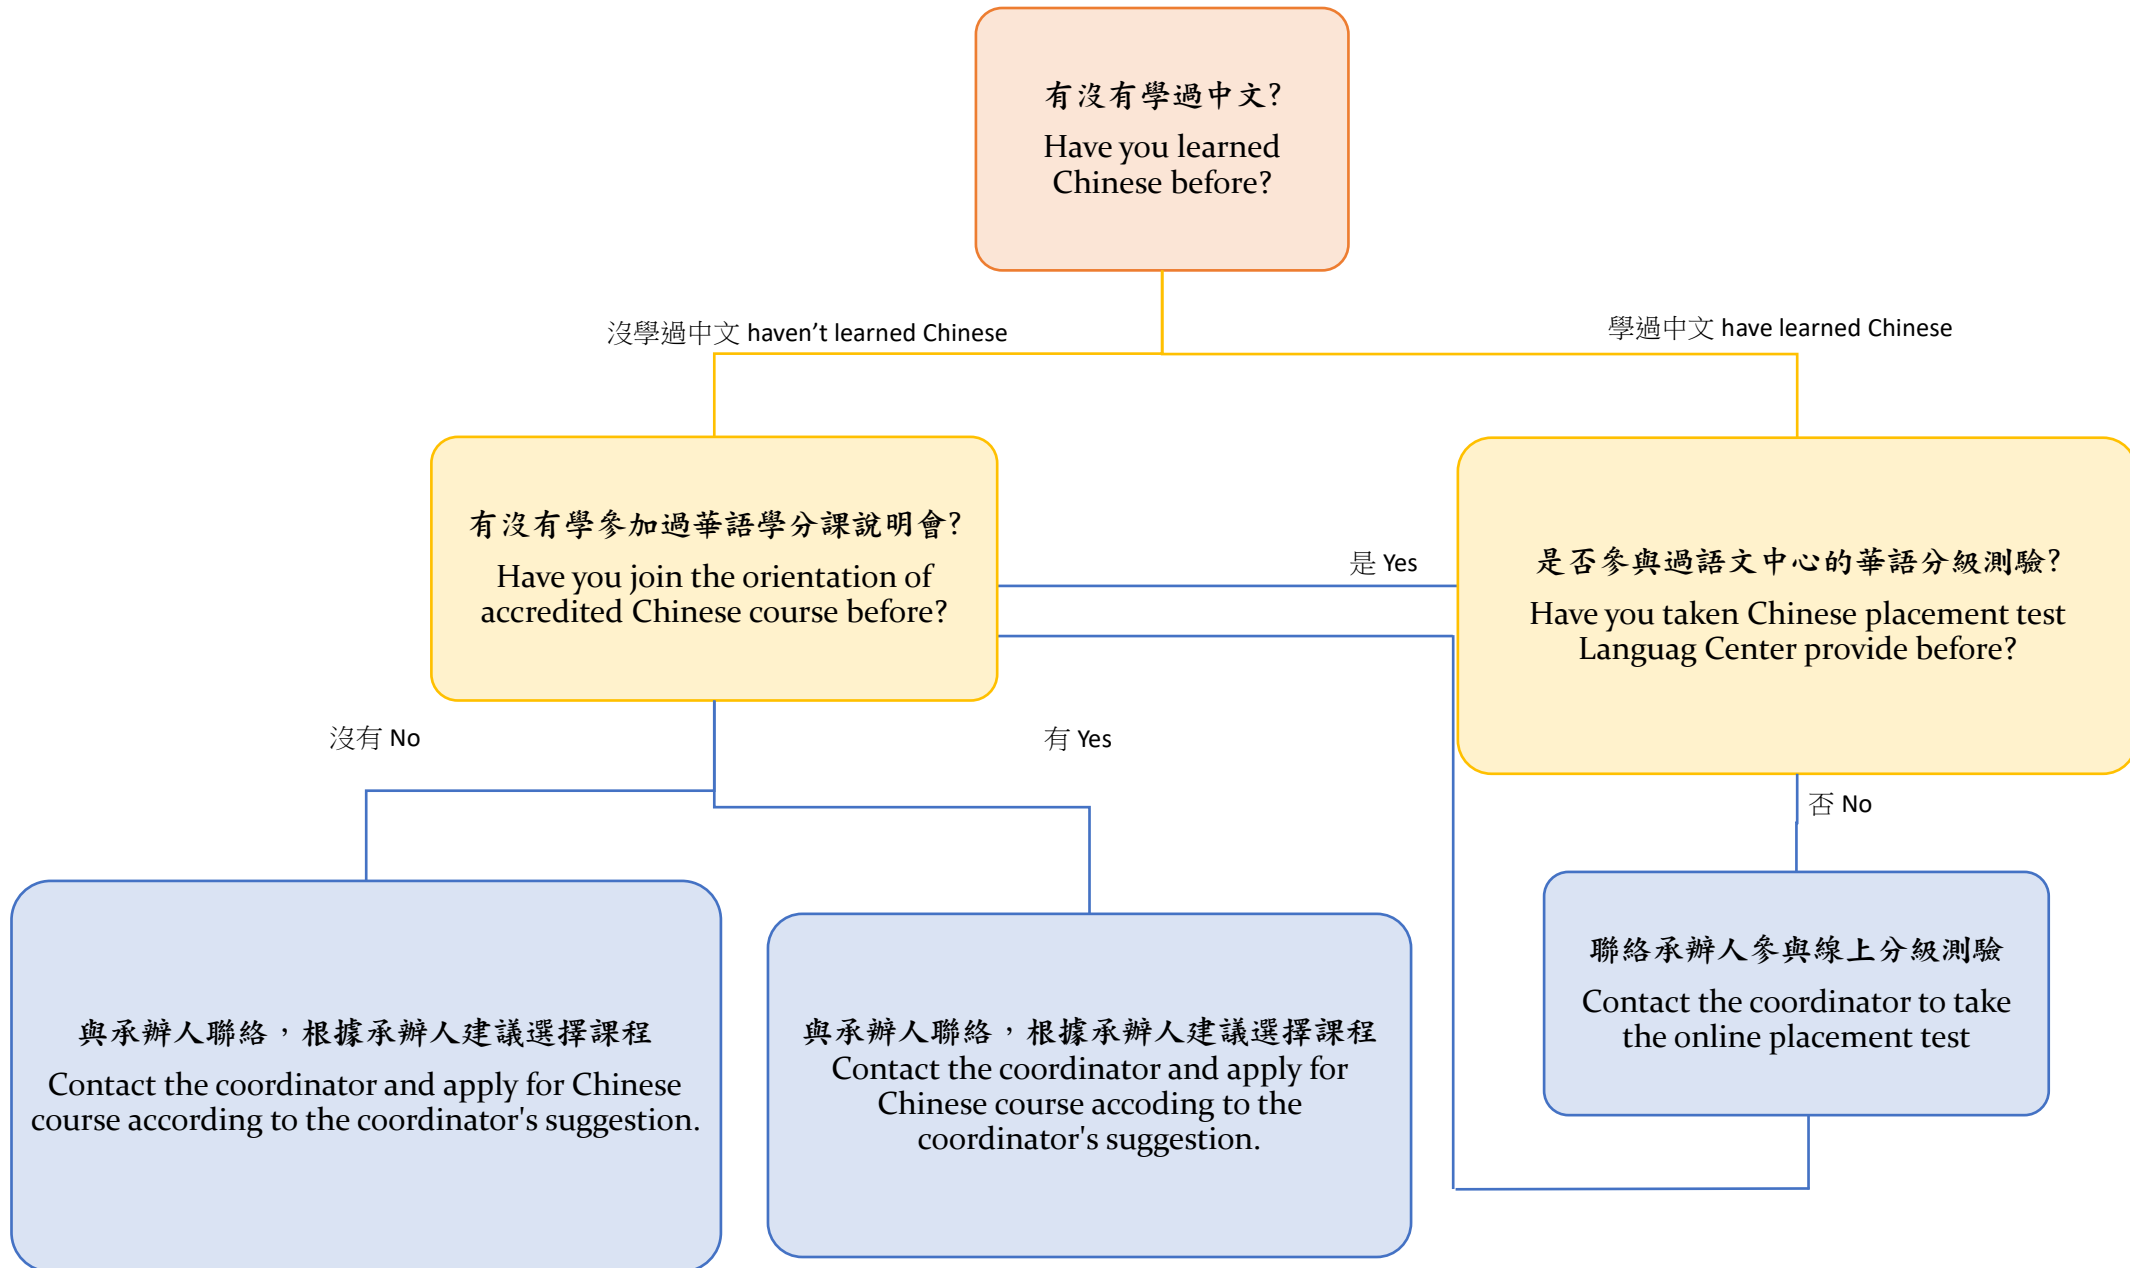 有沒有學過中文?
Have you learned
Chinese before?
沒學過中文 haven't learned Chinese
學過中文 have learned Chinese
有沒有學參加過華語學分課說明會?
Have you join the orientation of
accredited Chinese course before?
是 Yes
是否參與過語文中心的華語分級測驗?
Have you taken Chinese placement test
Languag Center provide before?
沒有 No
有 Yes
否 No
與承辦人聯絡，根據承辦人建議選擇課程
Contact the coordinator and apply for Chinese
course according to the coordinator's suggestion.
與承辦人聯絡，根據承辦人建議選擇課程
Contact the coordinator and apply for
Chinese course accoding to the
coordinator's suggestion.
聯絡承辦人參與線上分級測驗
Contact the coordinator to take
the online placement test